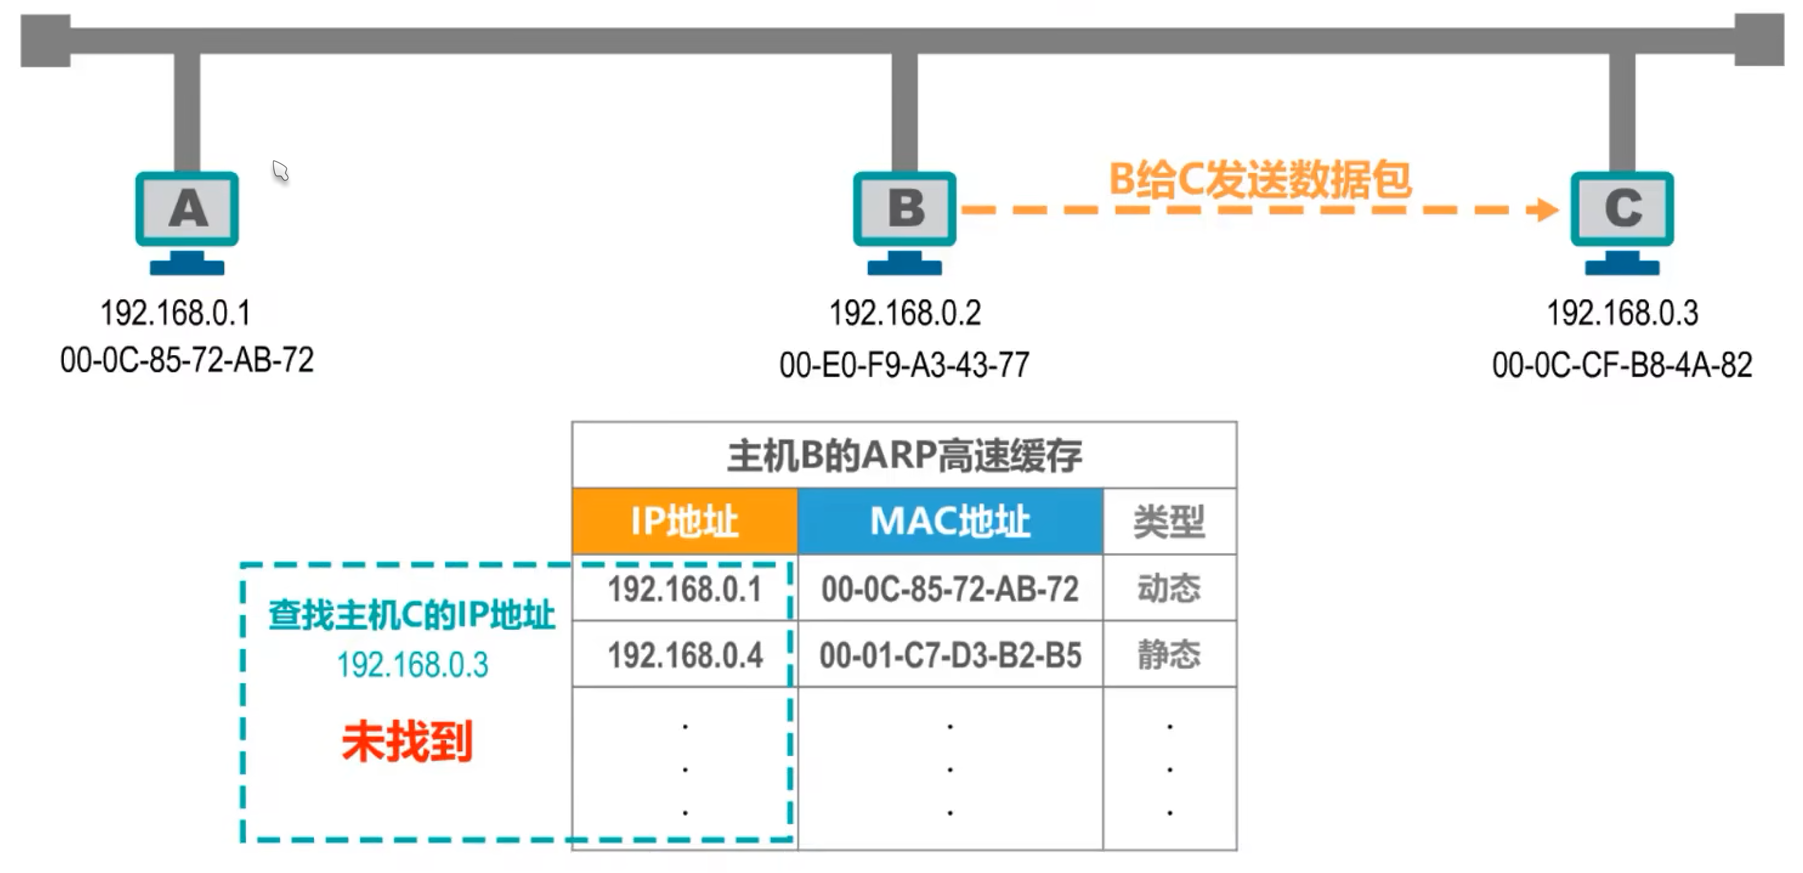 B给C发送数据包
A
B
C
192.168.0.1
00-0C-85-72-AB-72
192.168.0.2
00-E0-F9-A3-43-77
192.168.0.3
00-0C-CF-B8-4A-82
主机B的ARP高速缓存
IP地址 MAC地址 类型
192.168.0.1 00-0C-85-72-AB-72 动态
192.168.0.4 00-01-C7-D3-B2-B5 静态
查找主机C的IP地址
192.168.0.3
未找到